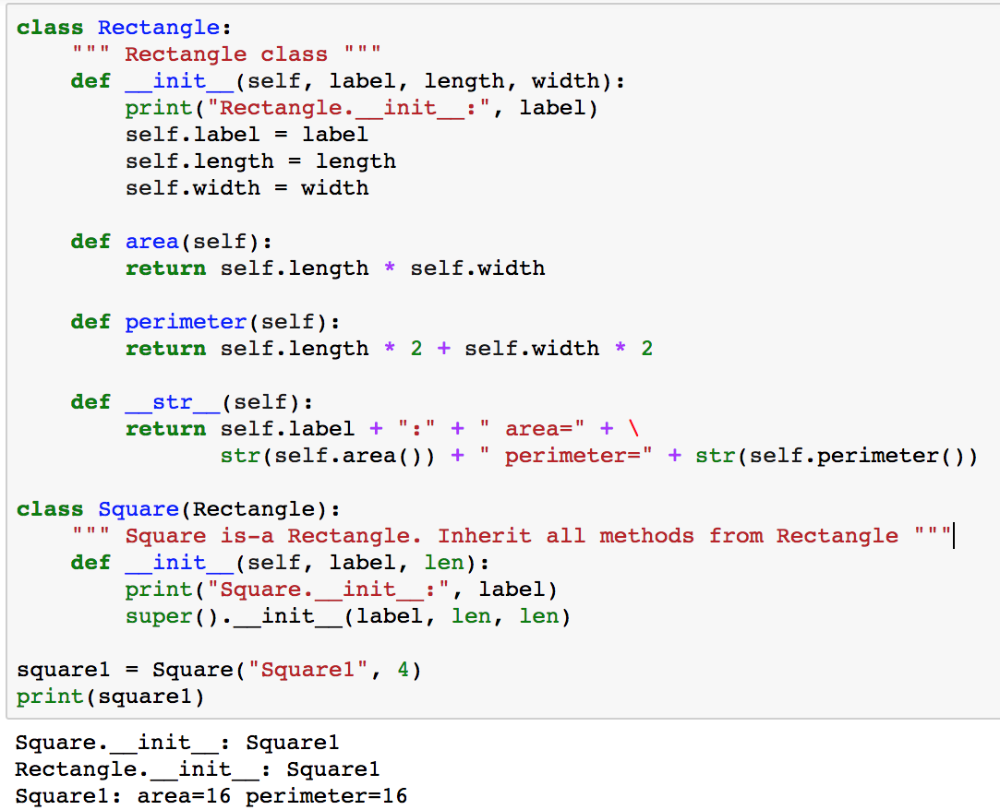 class Rectangle:
    """ Rectangle class """
    def __init__(self, label, length, width):
        print("Rectangle.__init__:", label)
        self.label = label
        self.length = length
        self.width = width

    def area(self):
        return self.length * self.width

    def perimeter(self):
        return self.length * 2 + self.width * 2

    def __str__(self):
        return self.label + ":" + " area=" + \
               str(self.area()) + " perimeter=" + str(self.perimeter())

class Square(Rectangle):
    """ Square is-a Rectangle. Inherit all methods from Rectangle """
    def __init__(self, label, len):
        print("Square.__init__:", label)
        super().__init__(label, len, len)

square1 = Square("Square1", 4)
print(square1)
Square.__init__: Square1
Rectangle.__init__: Square1
Square1: area=16 perimeter=16